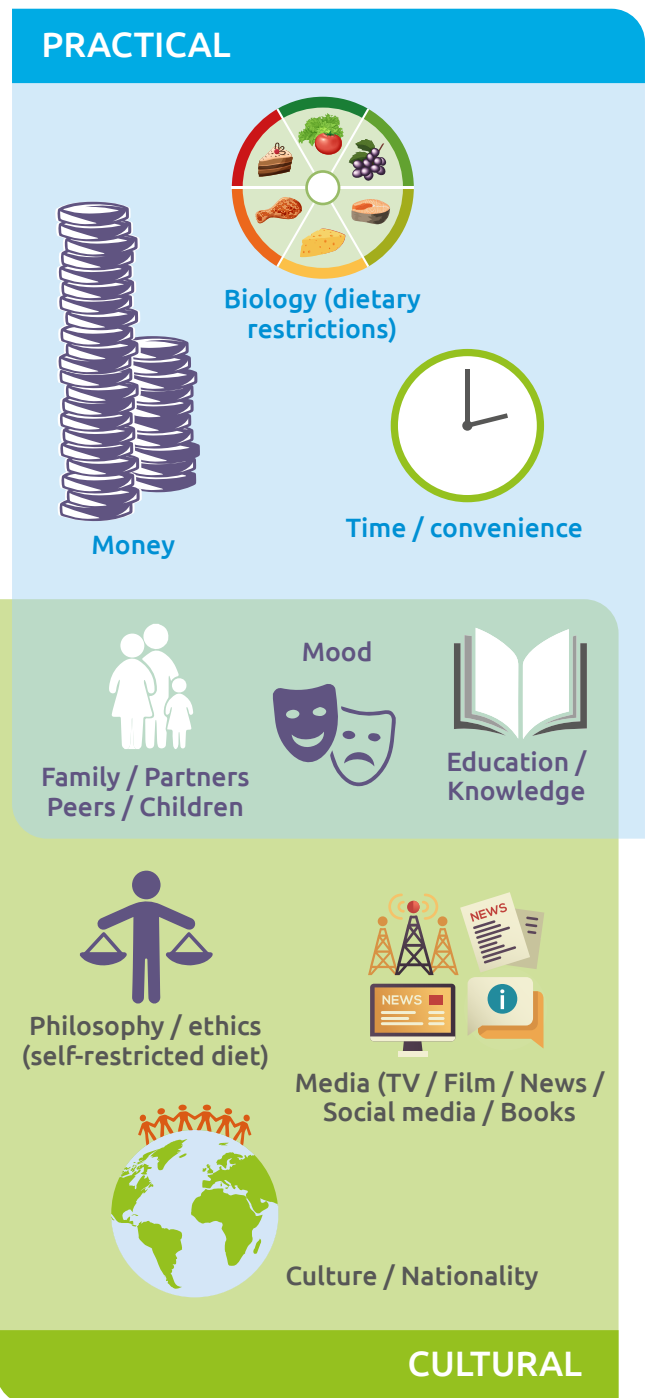 PRACTICAL
Biology (dietary
restrictions)
Time / convenience
Money
Mood
Family / Partners
Peers / Children
Education /
Knowledge
NEWS
NEWS
i
Philosophy / ethics
(self-restricted diet)
Media (TV / Film / News /
Social media / Books
Culture / Nationality
CULTURAL